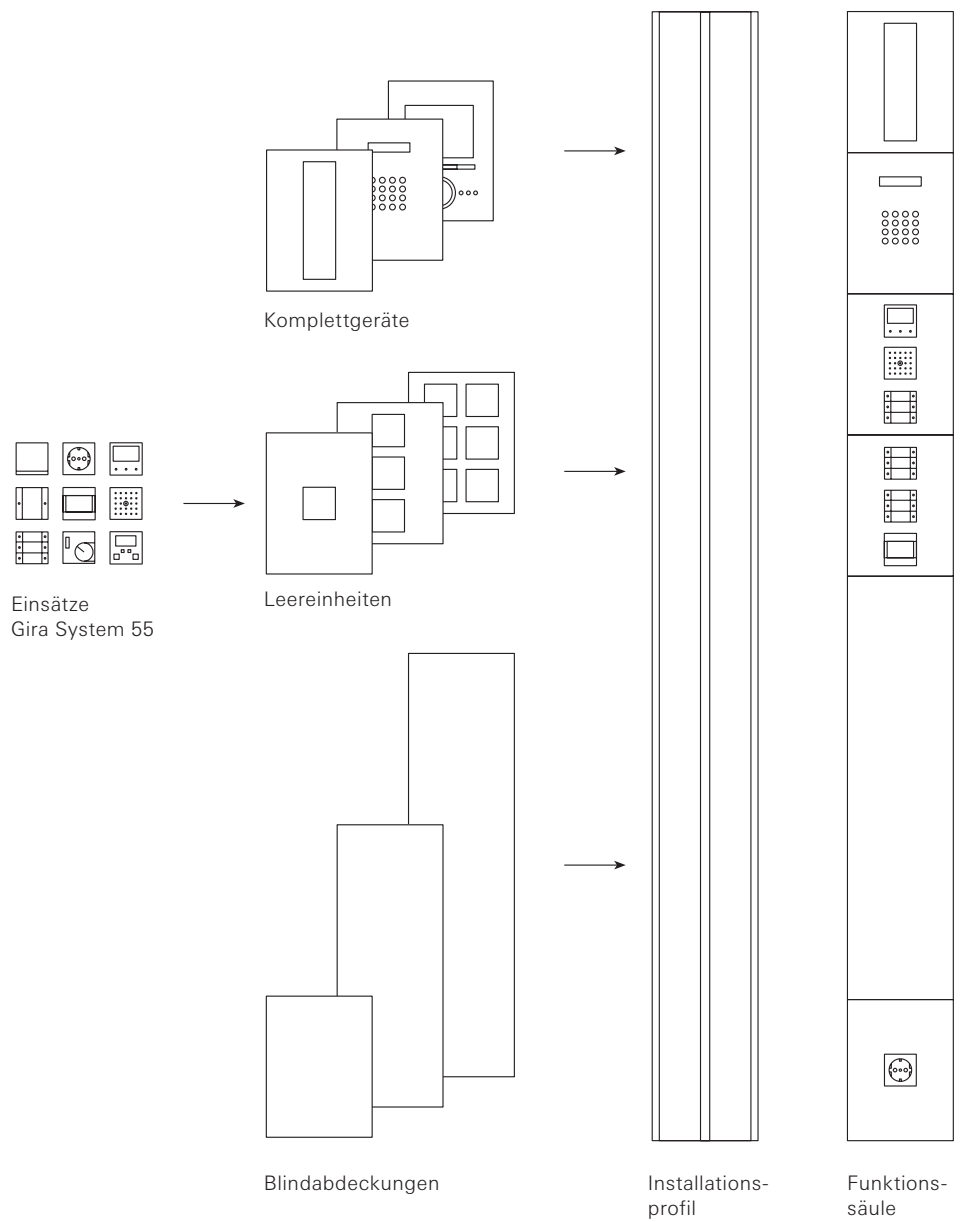 Komplettgeräte
Einsätze
Gira System 55
Leereinheiten
Blindabdeckungen
Installations-
profil
Funktions-
säule